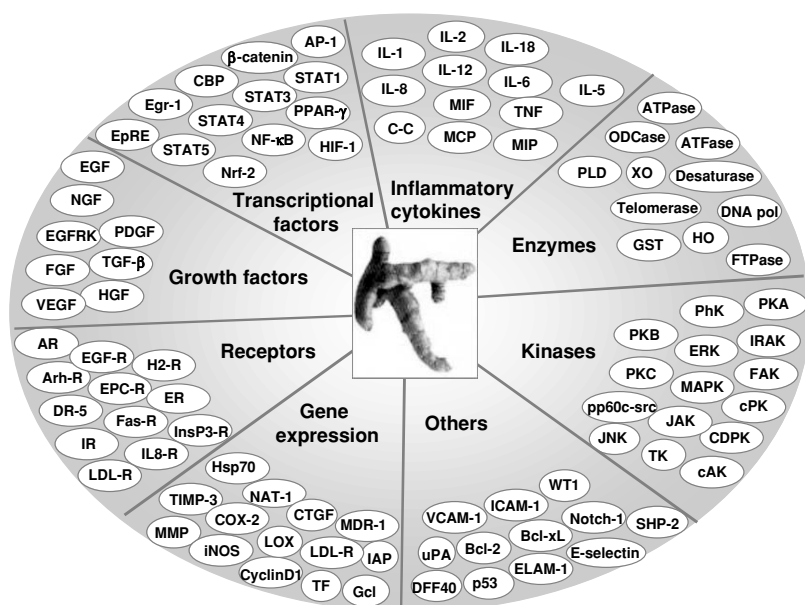 AP-1
β-catenin
STAT1
CBP
STAT3
PPAR-γ
Egr-1
STAT4
NF-κB
HIF-1
EpRE
STAT5
Nrf-2
Transcriptional
factors
IL-2
IL-18
IL-1
IL-12
IL-6
IL-5
IL-8
MIF
TNF
C-C
MCP
MIP
Inflammatory
cytokines
ATPase
ODCase
ATFase
PLD
XO
Desaturase
Telomerase
DNA pol
GST
HO
FTPase
Enzymes
EGF
NGF
EGFRK
PDGF
FGF
TGF-β
VEGF
HGF
Growth factors
AR
EGF-R
H2-R
Arh-R
EPC-R
ER
DR-5
Fas-R
InsP3-R
IR
IL8-R
LDL-R
Receptors
PhK
PKA
PKB
ERK
IRAK
PKC
MAPK
FAK
pp60c-src
JAK
cPK
JNK
TK
CDPK
cAK
Kinases
Gene
expression
Hsp70
TIMP-3
NAT-1
CTGF
MDR-1
MMP
COX-2
iNOS
LOX
LDL-R
IAP
CyclinD1
TF
Gcl
Others
WT1
ICAM-1
VCAM-1
Notch-1
SHP-2
Bcl-xL
uPA
Bcl-2
E-selectin
ELAM-1
DFF40
p53